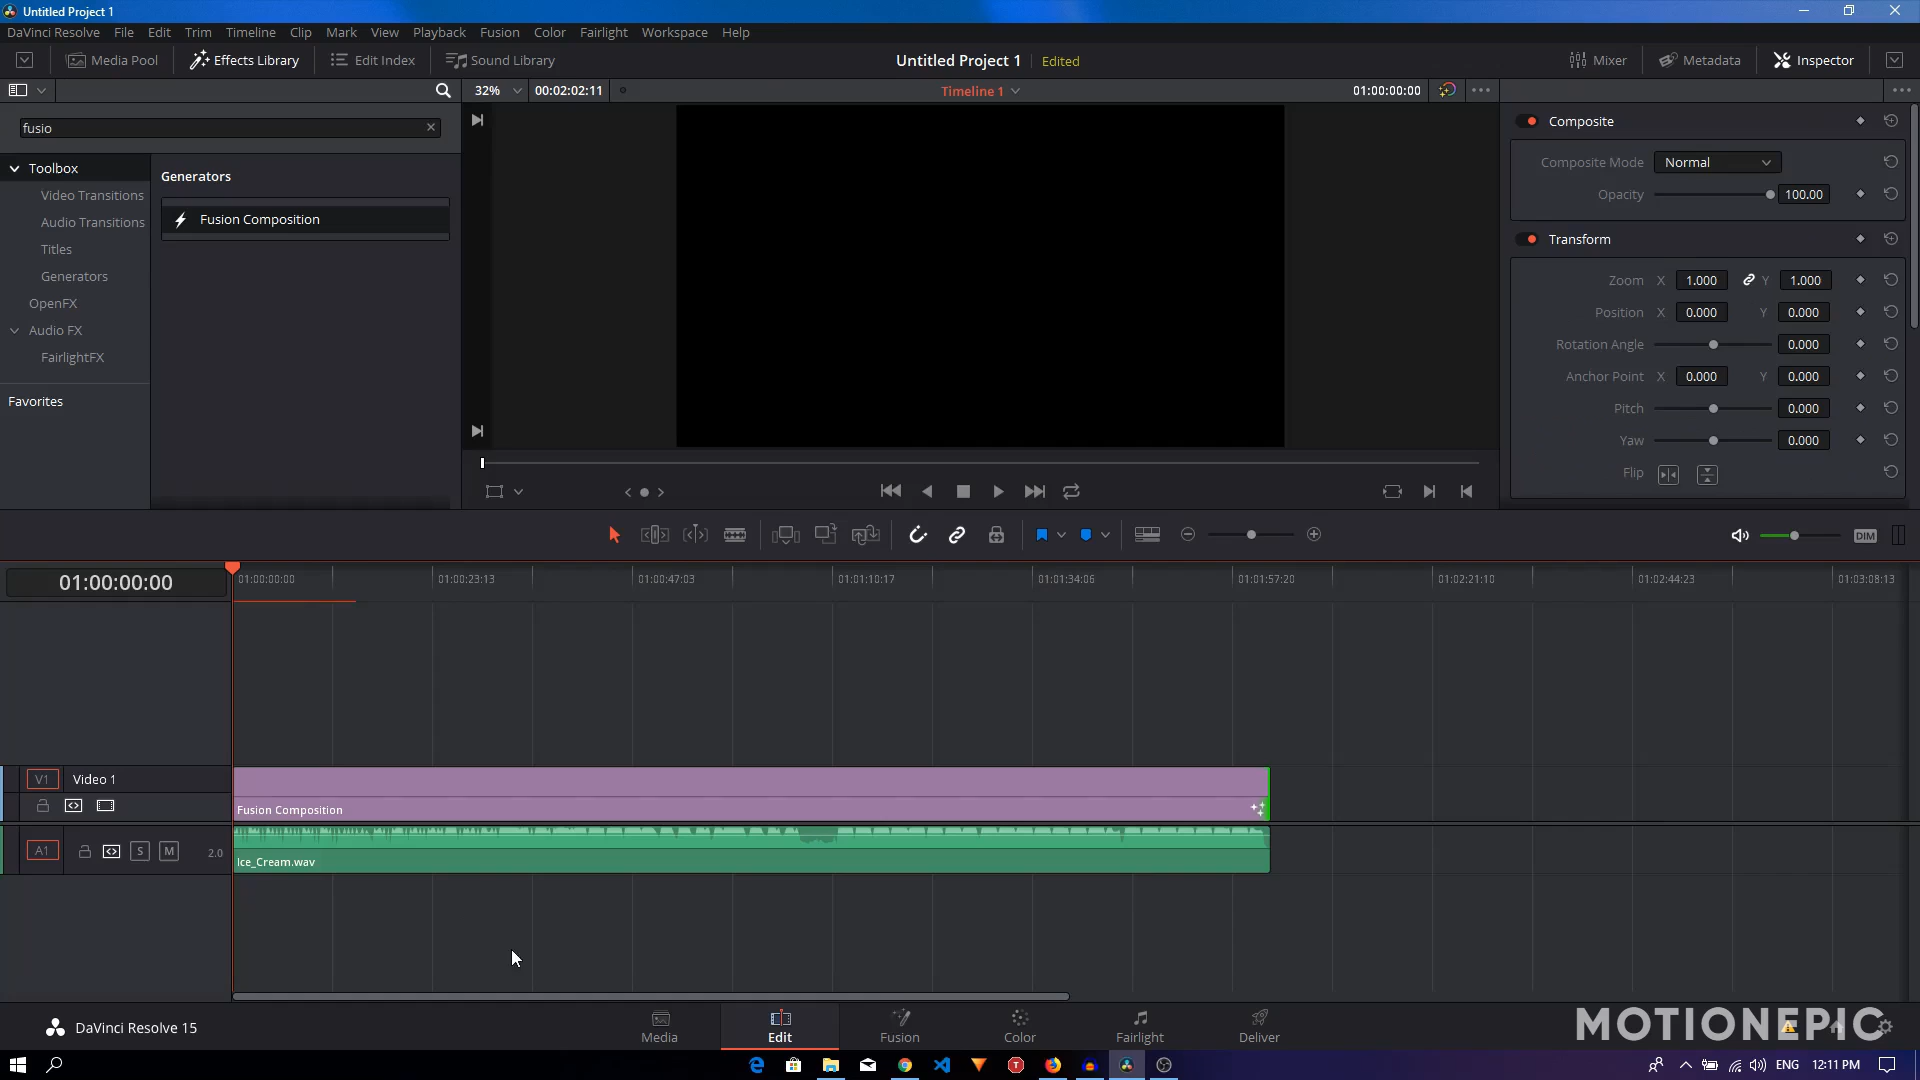 Untitled Project 1
DaVinci Resolve File Edit Trim Timeline Clip Mark View Playback Fusion Color Fairlight Workspace Help
Media Pool Effects Library Edit Index Sound Library Untitled Project 1 Edited Mixer Metadata Inspector
32% 00:02:02:11 Timeline 1 01:00:00:00
fusio
Toolbox
Video Transitions
Audio Transitions
Titles
Generators
OpenFX
Audio FX
FairlightFX
Favorites
Generators
Fusion Composition
Composite
Composite Mode Normal
Opacity 100.00
Transform
Zoom X 1.000 Y 1.000
Position X 0.000 Y 0.000
Rotation Angle 0.000
Anchor Point X 0.000 Y 0.000
Pitch 0.000
Yaw 0.000
Flip
DIM
01:00:00:00
01:00:00:00 01:00:23:13 01:00:47:03 01:01:10:17 01:01:34:06 01:01:57:20 01:02:21:10 01:02:44:23 01:03:08:13
V1 Video 1
Fusion Composition
A1 S M 2.0
Ice_Cream.wav
DaVinci Resolve 15
Media Edit Fusion Color Fairlight Deliver
MOTIONEPIC
ENG 12:11 PM